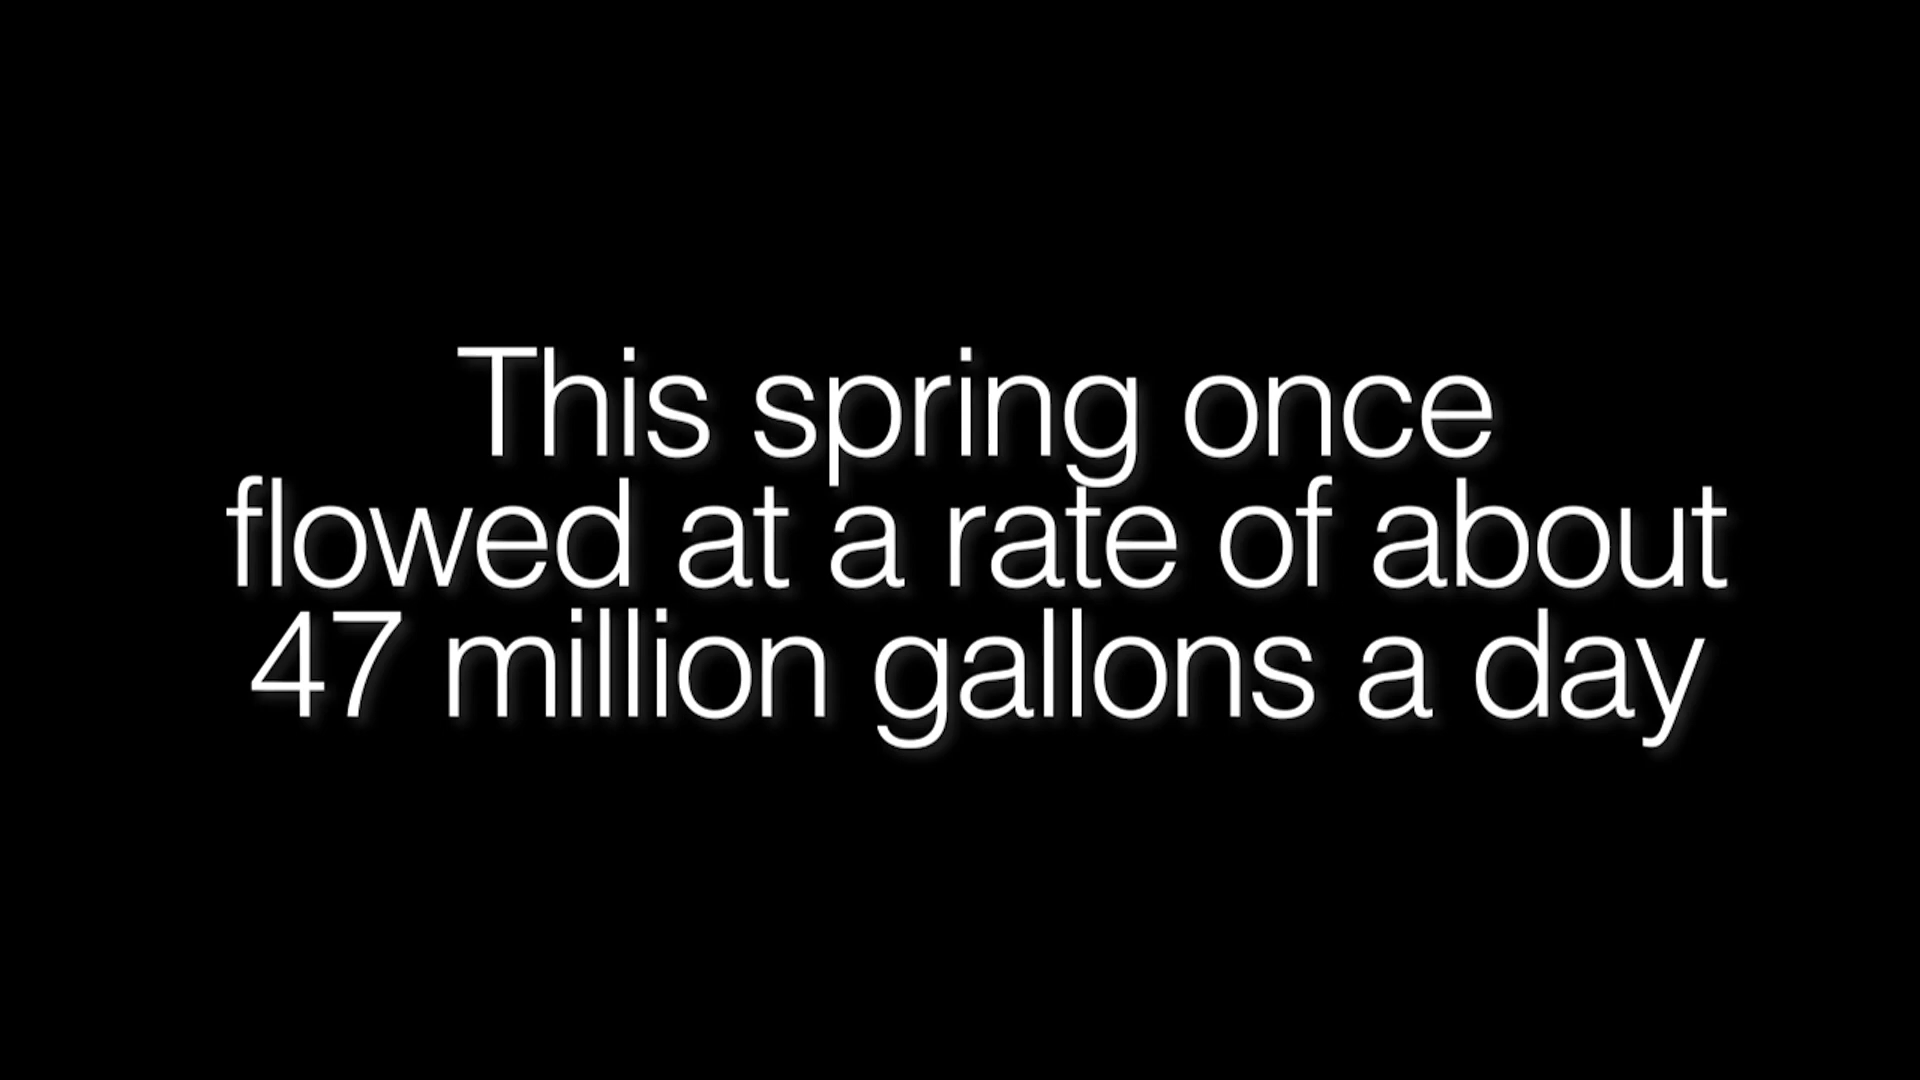 This spring once
flowed at a rate of about
47 million gallons a day